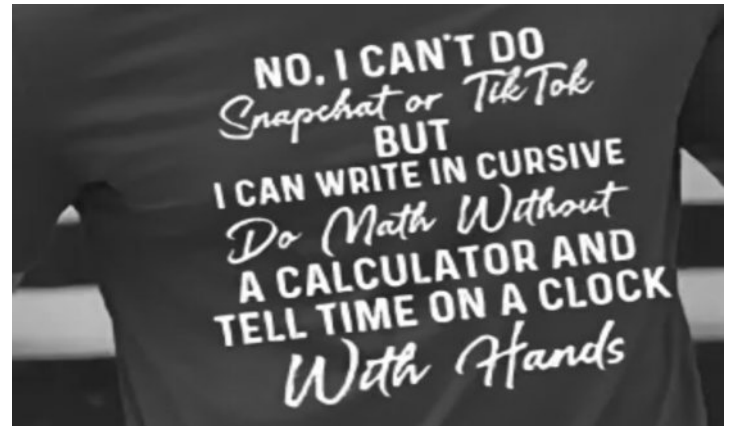 NO, I CAN'T DO
Snapchat or TikTok
BUT
I CAN WRITE IN CURSIVE
Do Math Without
A CALCULATOR AND
TELL TIME ON A CLOCK
With Hands